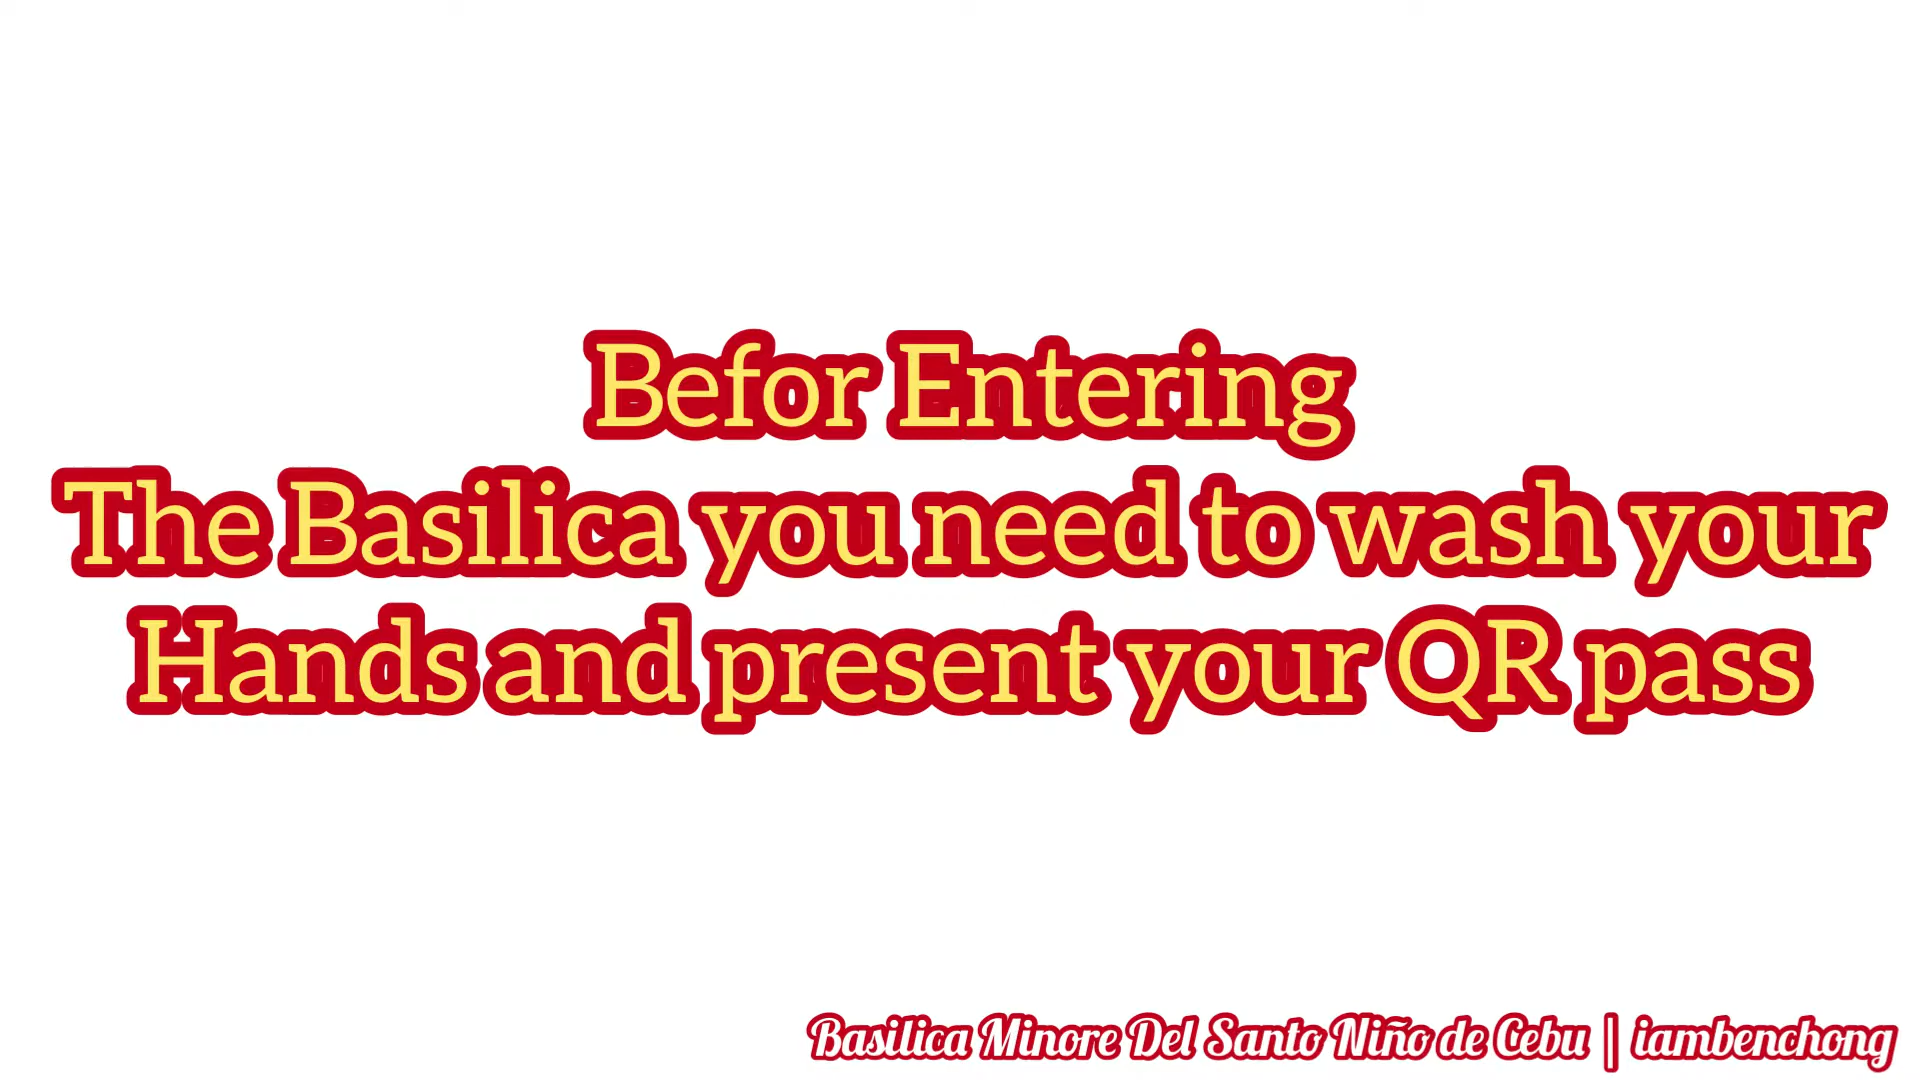 Befor Entering
The Basilica you need to wash your
Hands and present your QR pass
Basilica Minore Del Santo Niño de Cebu | iambenchong